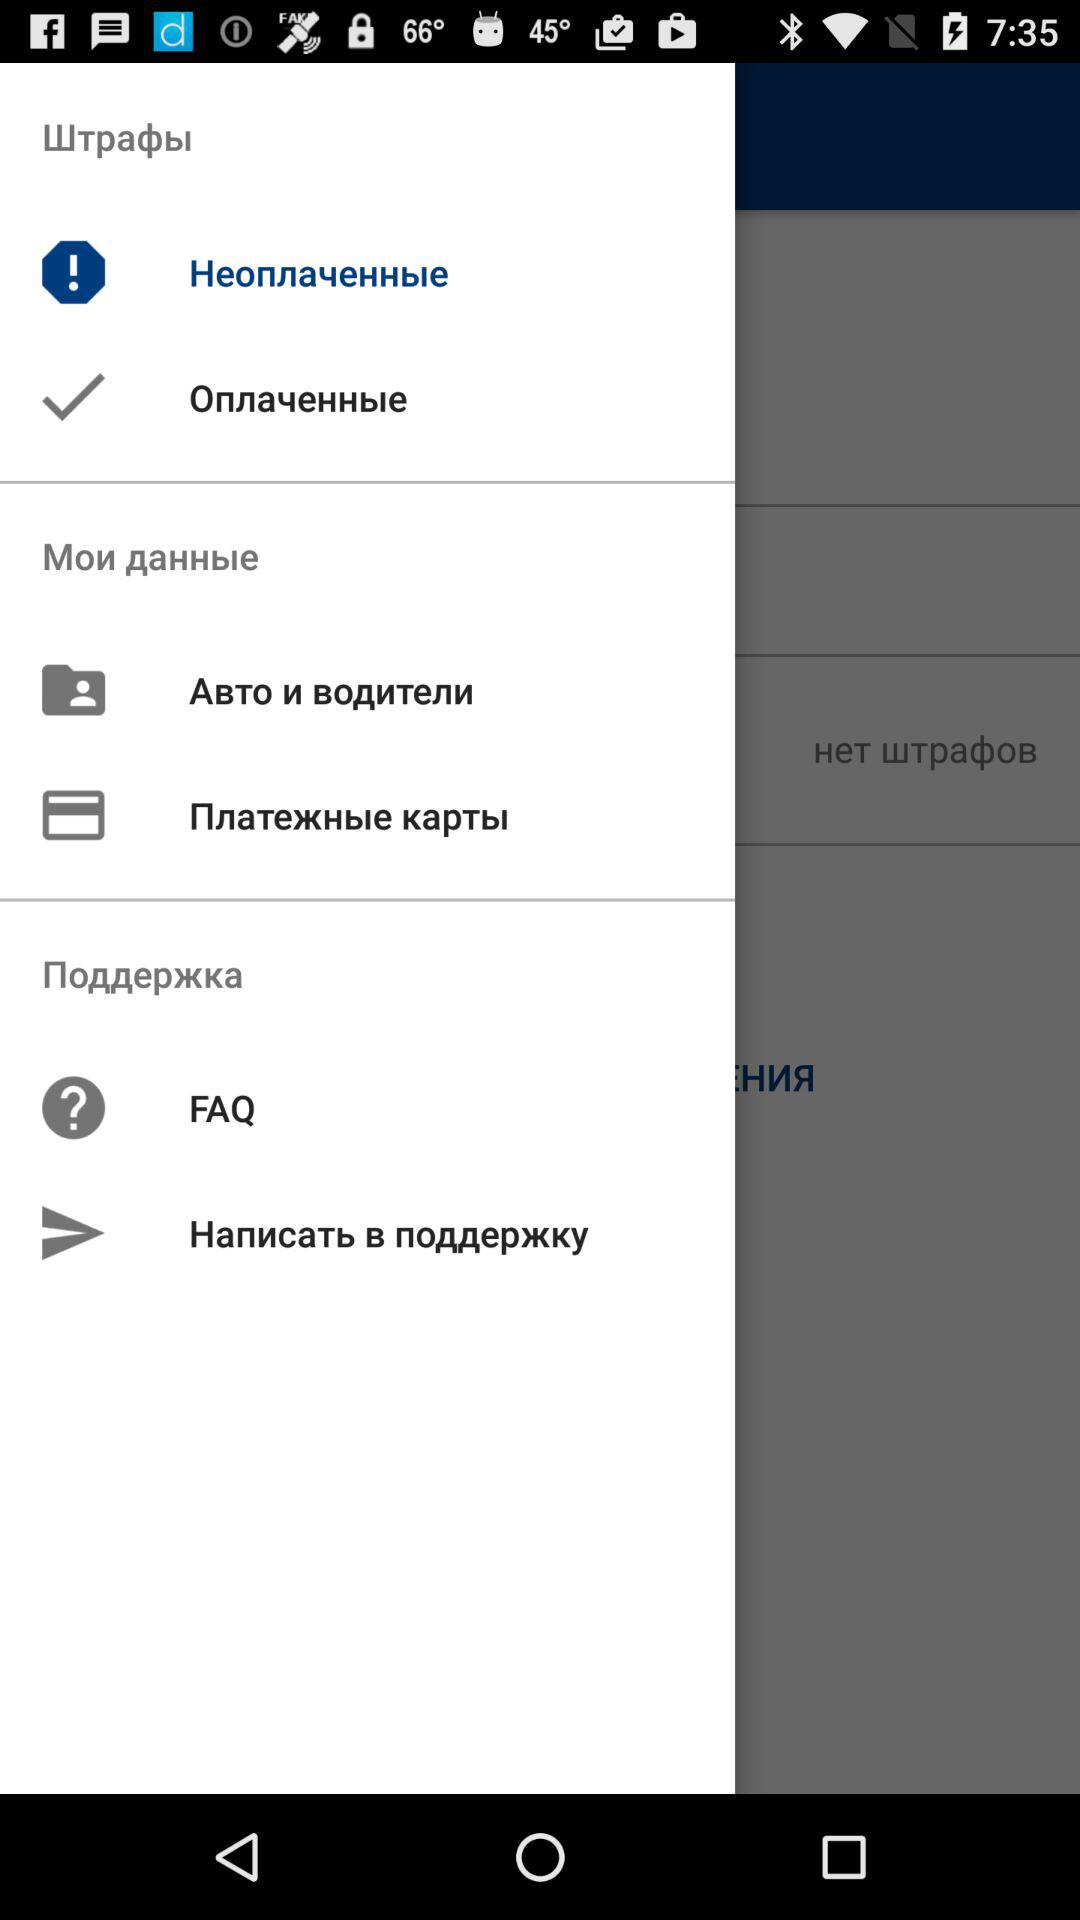 FAKE 66° 45° 7:35
Штрафы
Неоплаченные
Оплаченные
Мои данные
Авто и водители
нет штрафов
Платежные карты
Поддержка
ЕНИЯ
FAQ
Написать в поддержку